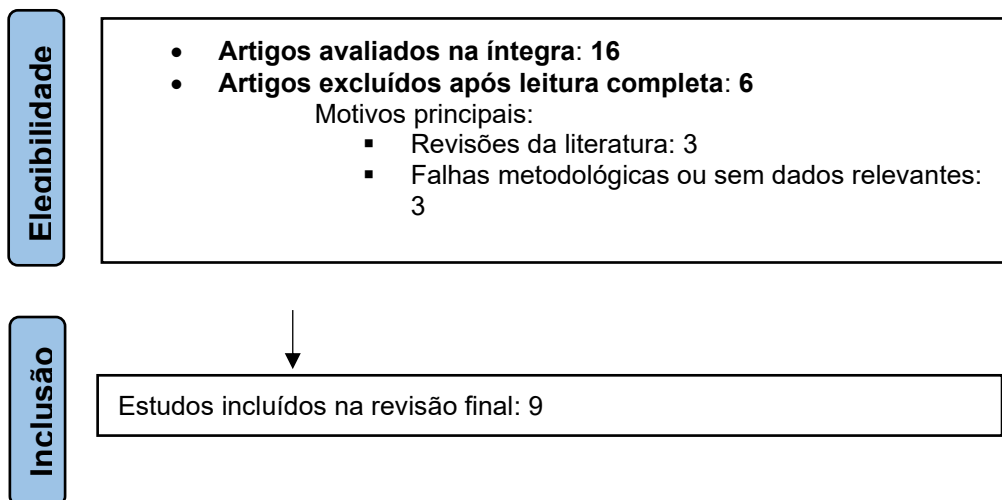 Elegibilidade
• Artigos avaliados na íntegra: 16
• Artigos excluídos após leitura completa: 6
Motivos principais:
▪ Revisões da literatura: 3
▪ Falhas metodológicas ou sem dados relevantes:
3
Inclusão
Estudos incluídos na revisão final: 9